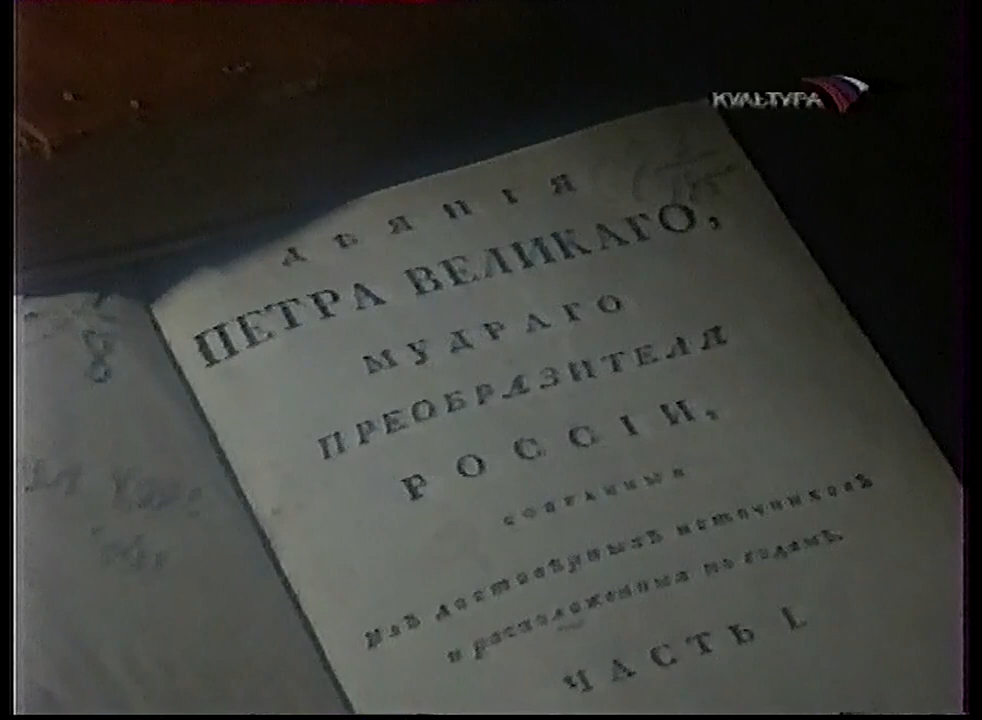 КУЛЬТУРА
ДѢЯНІЯ
ПЕТРА ВЕЛИКАГО,
МУДРАГО
ПРЕОБРАЗИТЕЛЯ
РОССІИ,
СОБРАННЫЯ
изъ достовѣрныхъ источниковъ
и расположенныя по годамъ.
ЧАСТЬ I.